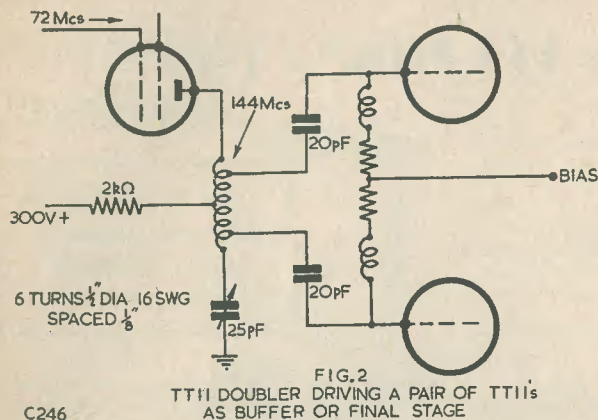 72 Mcs
144 Mcs
20pF
BIAS
2kΩ
300V+
6 TURNS ½" DIA 16 SWG
SPACED ⅛"
25pF
20pF
FIG. 2
TT11 DOUBLER DRIVING A PAIR OF TT11's
AS BUFFER OR FINAL STAGE
C246